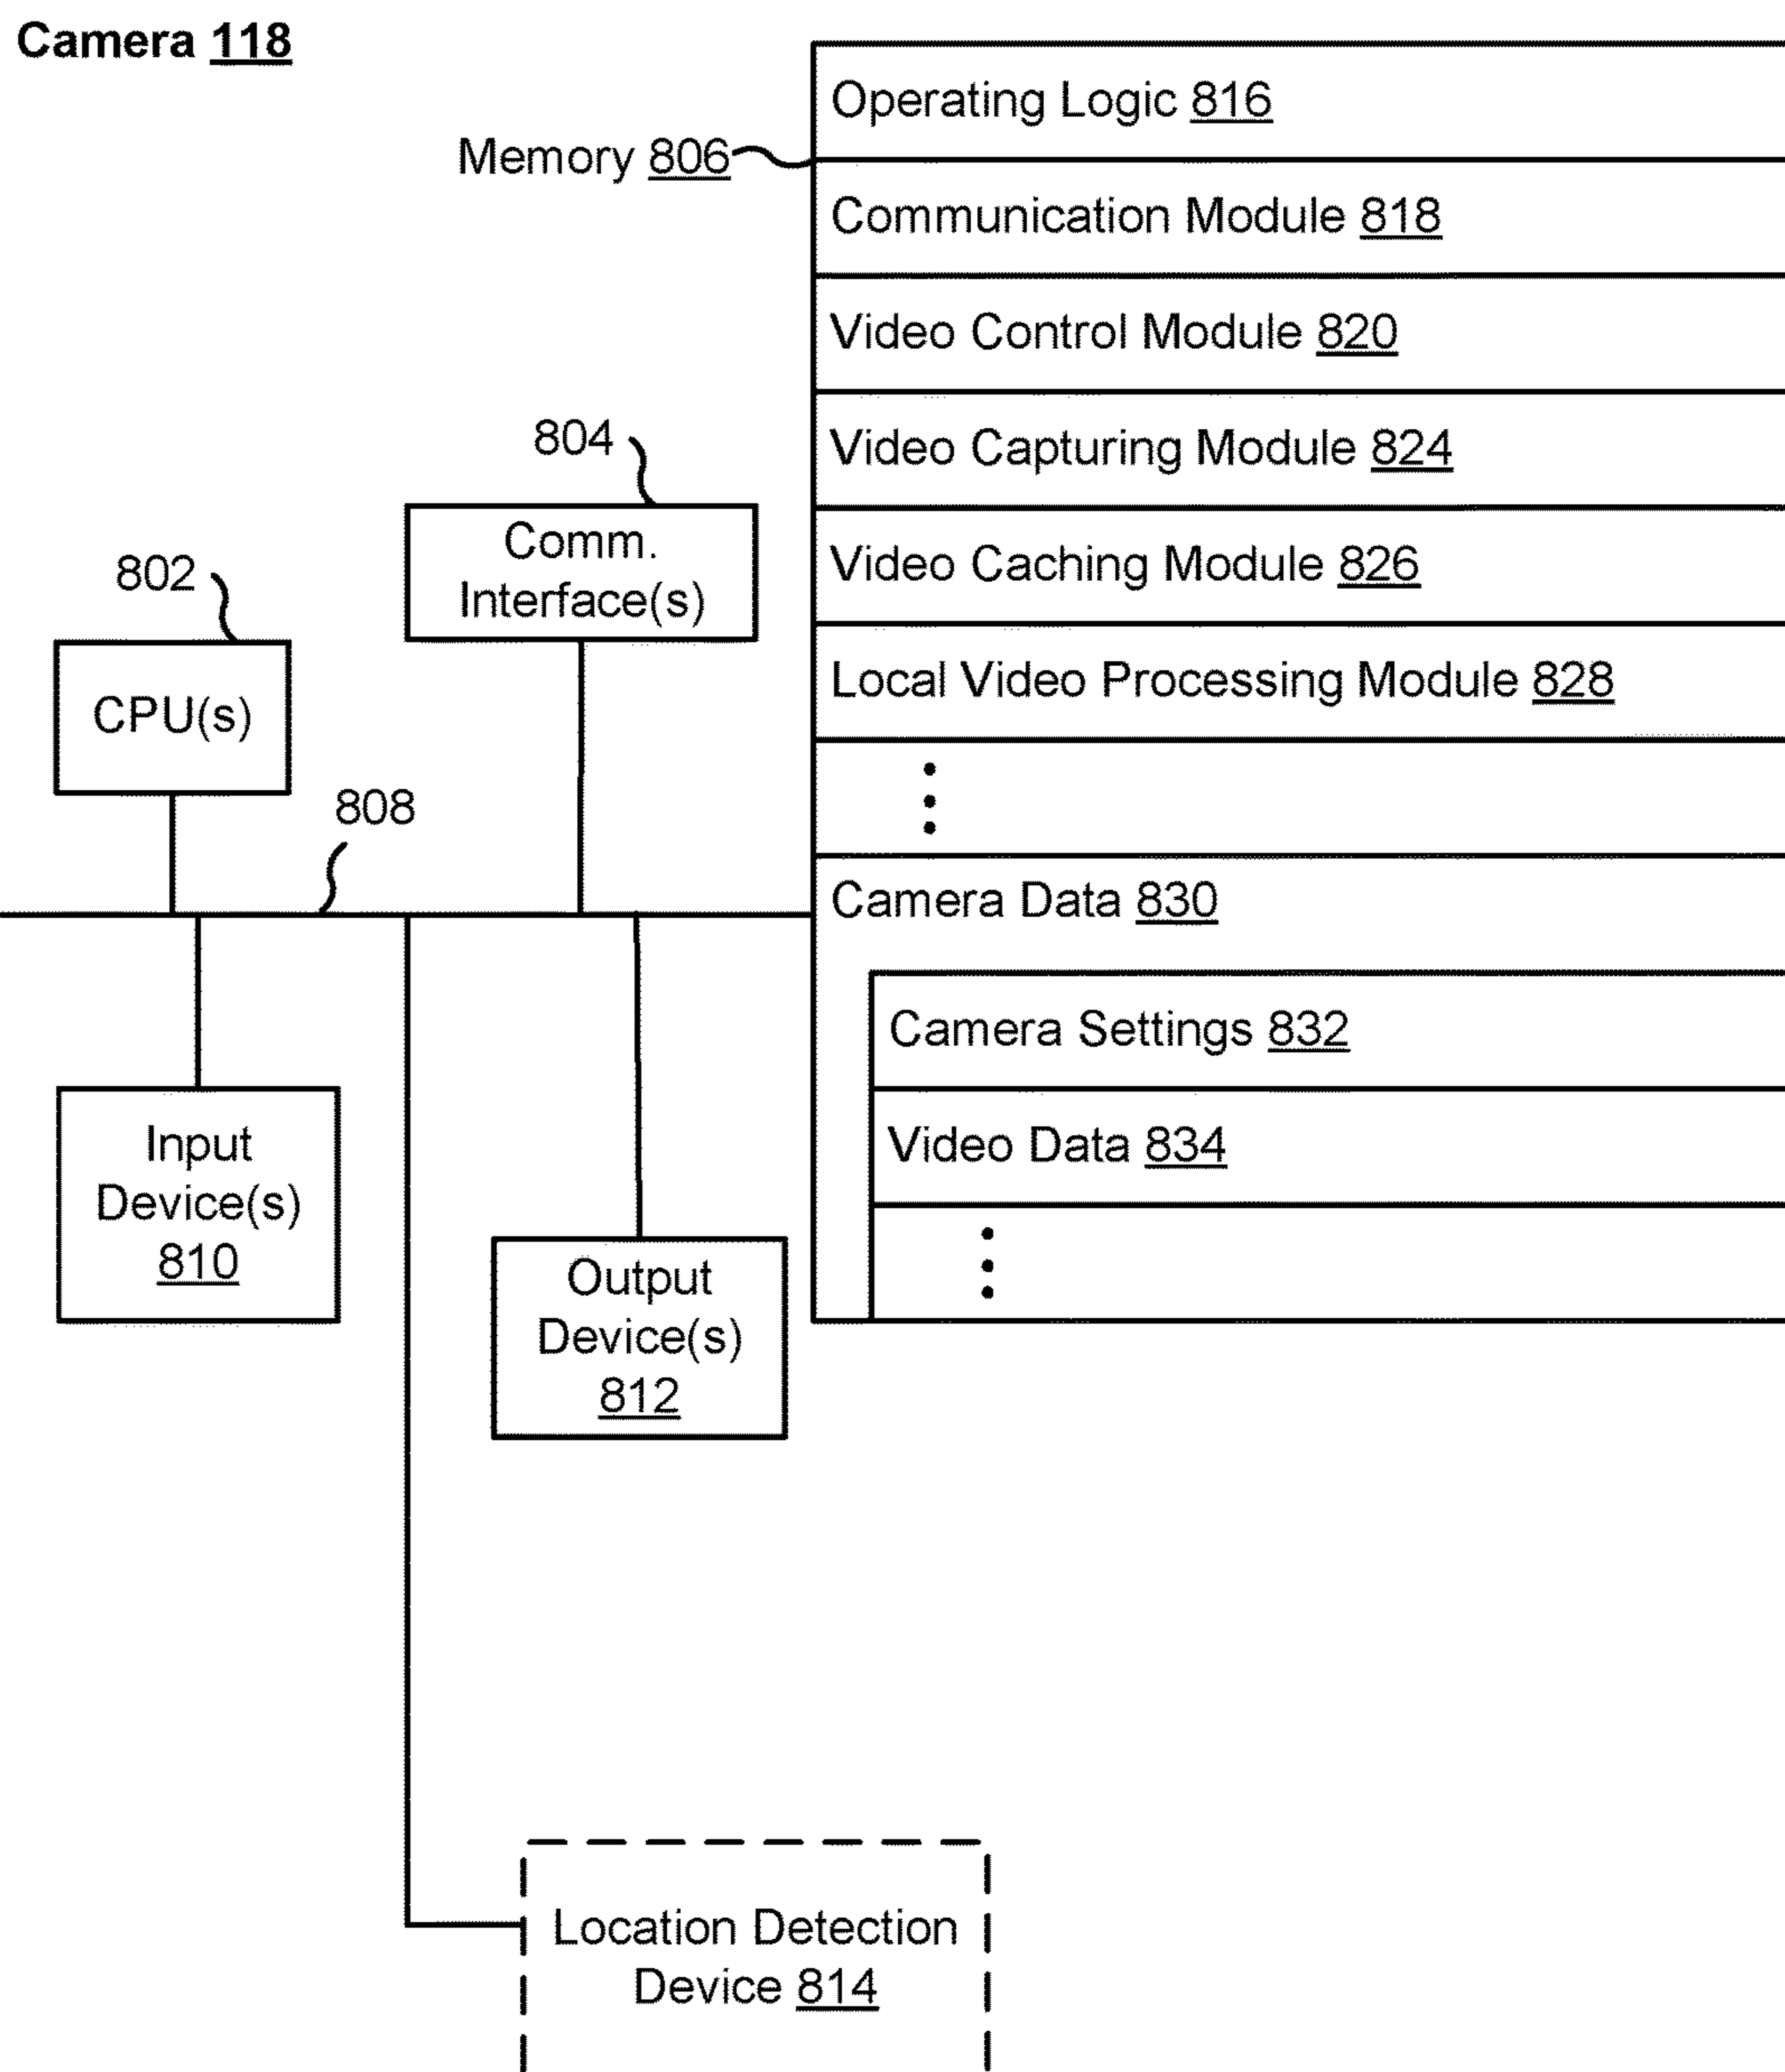 Camera 118
Operating Logic 816
Memory 806
Communication Module 818
Video Control Module 820
Video Capturing Module 824
Video Caching Module 826
Local Video Processing Module 828
804
Comm.
Interface(s)
802
CPU(s)
808
Camera Data 830
Camera Settings 832
Video Data 834
Input
Device(s)
810
Output
Device(s)
812
Location Detection
Device 814